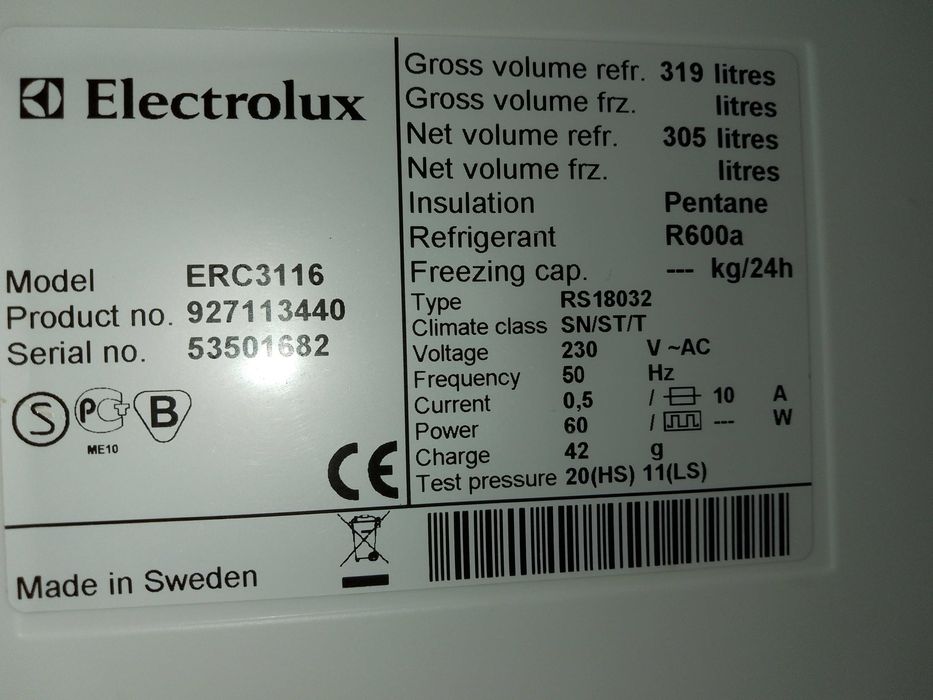 Electrolux
Model ERC3116
Product no. 927113440
Serial no. 53501682
S PG B
ME10
CE
Gross volume refr. 319 litres
Gross volume frz. litres
Net volume refr. 305 litres
Net volume frz. litres
Insulation Pentane
Refrigerant R600a
Freezing cap. --- kg/24h
Type RS18032
Climate class SN/ST/T
Voltage 230 V ~AC
Frequency 50 Hz
Current 0,5 / 10 A
Power 60 / --- W
Charge 42 g
Test pressure 20(HS) 11(LS)
Made in Sweden